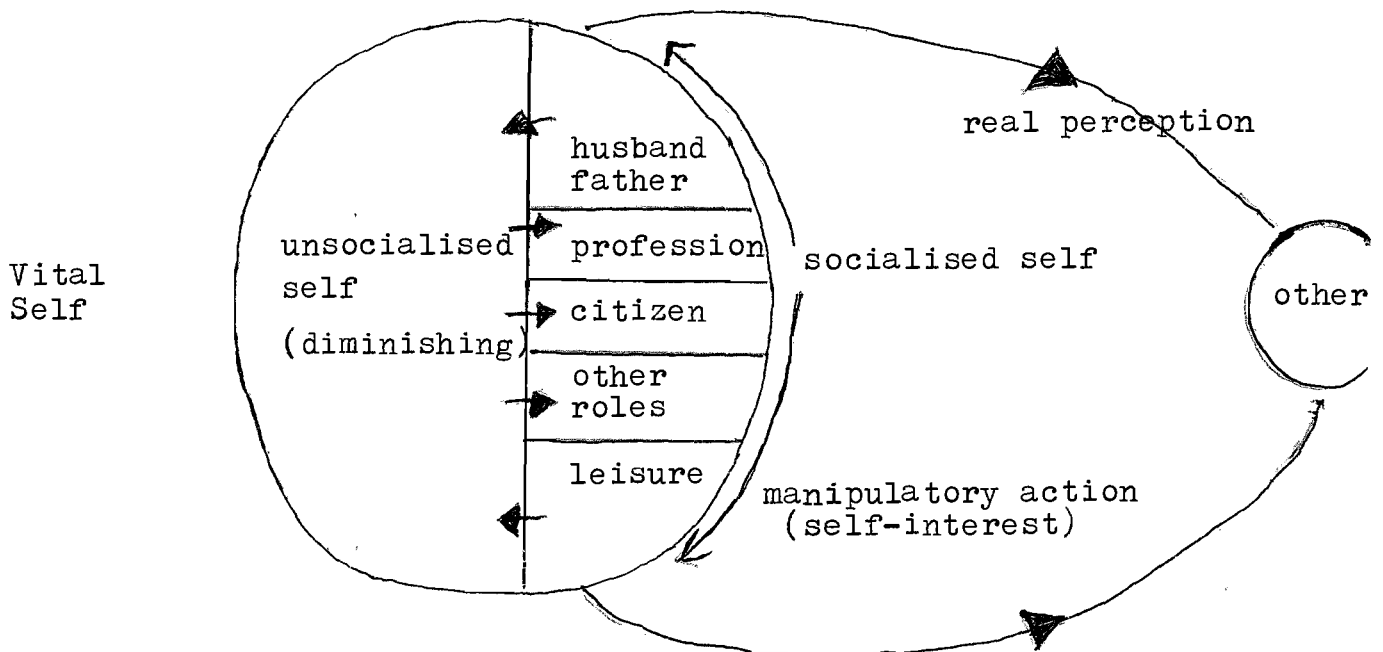 Vital
Self
unsocialised
self
(diminishing)
husband
father
profession
citizen
other
roles
leisure
socialised self
real perception
other
manipulatory action
(self-interest)